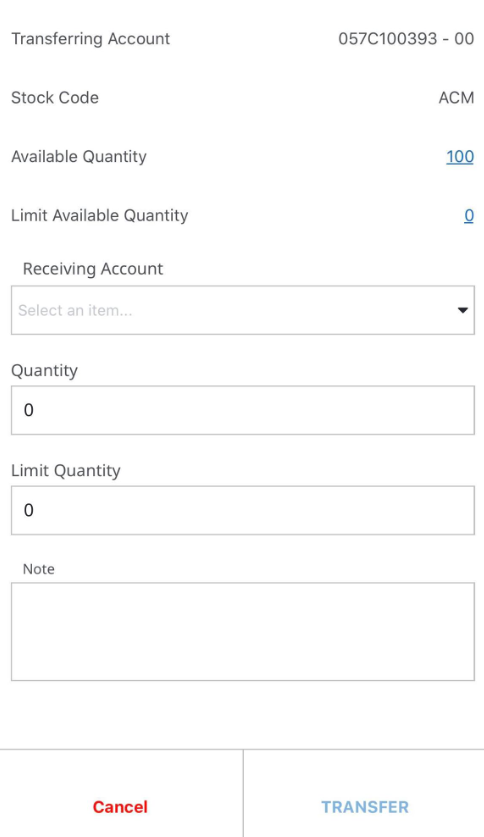 Transferring Account 057C100393 - 00
Stock Code ACM
Available Quantity 100
Limit Available Quantity 0
Receiving Account
Select an item...
Quantity
0
Limit Quantity
0
Note
Cancel TRANSFER